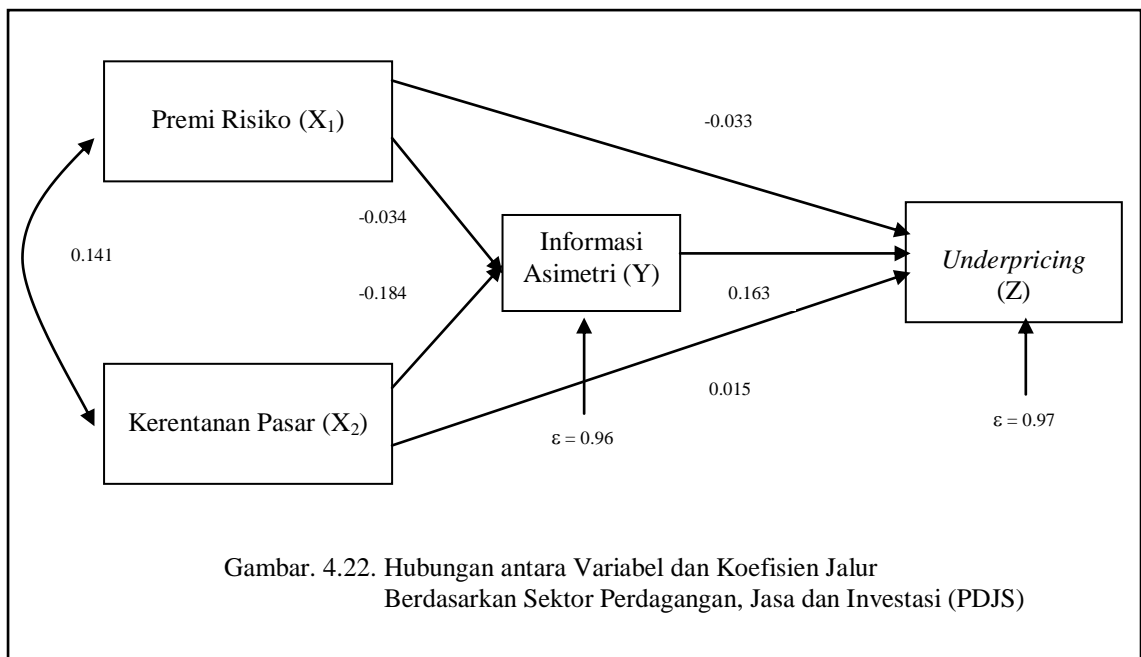 Premi Risiko (X₁)
-0.033
-0.034
0.141
Informasi
Asimetri (Y)
Underpricing
(Z)
-0.184
0.163
Kerentanan Pasar (X₂)
0.015
ε = 0.96
ε = 0.97
Gambar. 4.22. Hubungan antara Variabel dan Koefisien Jalur
Berdasarkan Sektor Perdagangan, Jasa dan Investasi (PDJS)